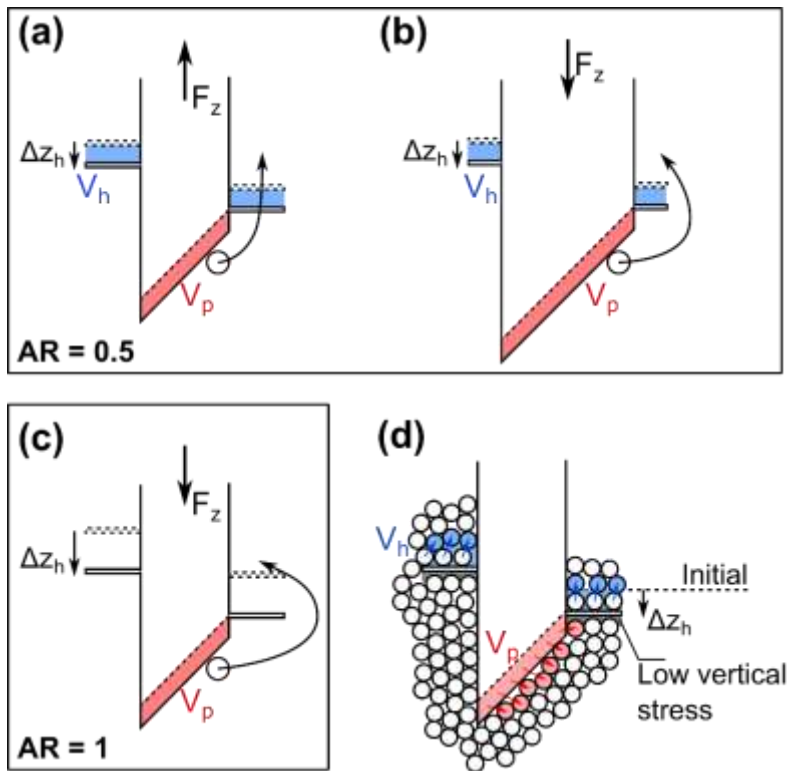 (a)
F_z
Δz_h
V_h
V_p
AR = 0.5
(b)
F_z
Δz_h
V_h
V_p
(c)
F_z
Δz_h
V_p
AR = 1
(d)
V_h
Initial
Δz_h
V_p
Low vertical
stress